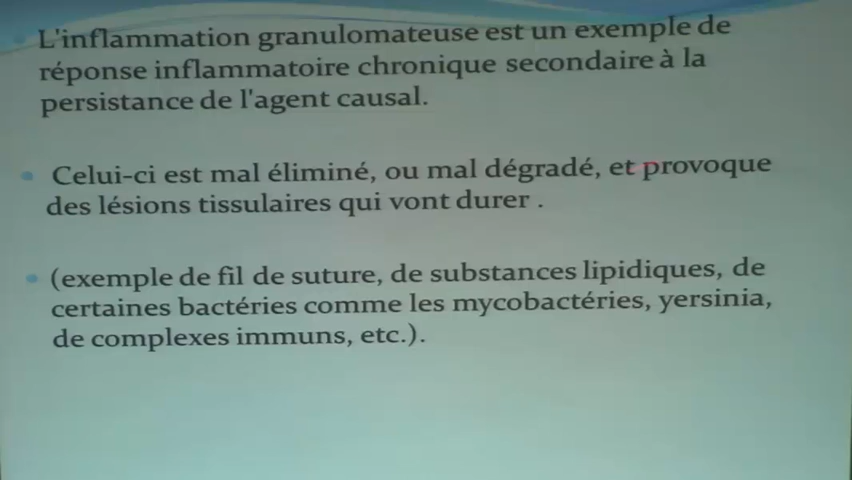 L'inflammation granulomateuse est un exemple de
réponse inflammatoire chronique secondaire à la
persistance de l'agent causal.
Celui-ci est mal éliminé, ou mal dégradé, et provoque
des lésions tissulaires qui vont durer .
(exemple de fil de suture, de substances lipidiques, de
certaines bactéries comme les mycobactéries, yersinia,
de complexes immuns, etc.).